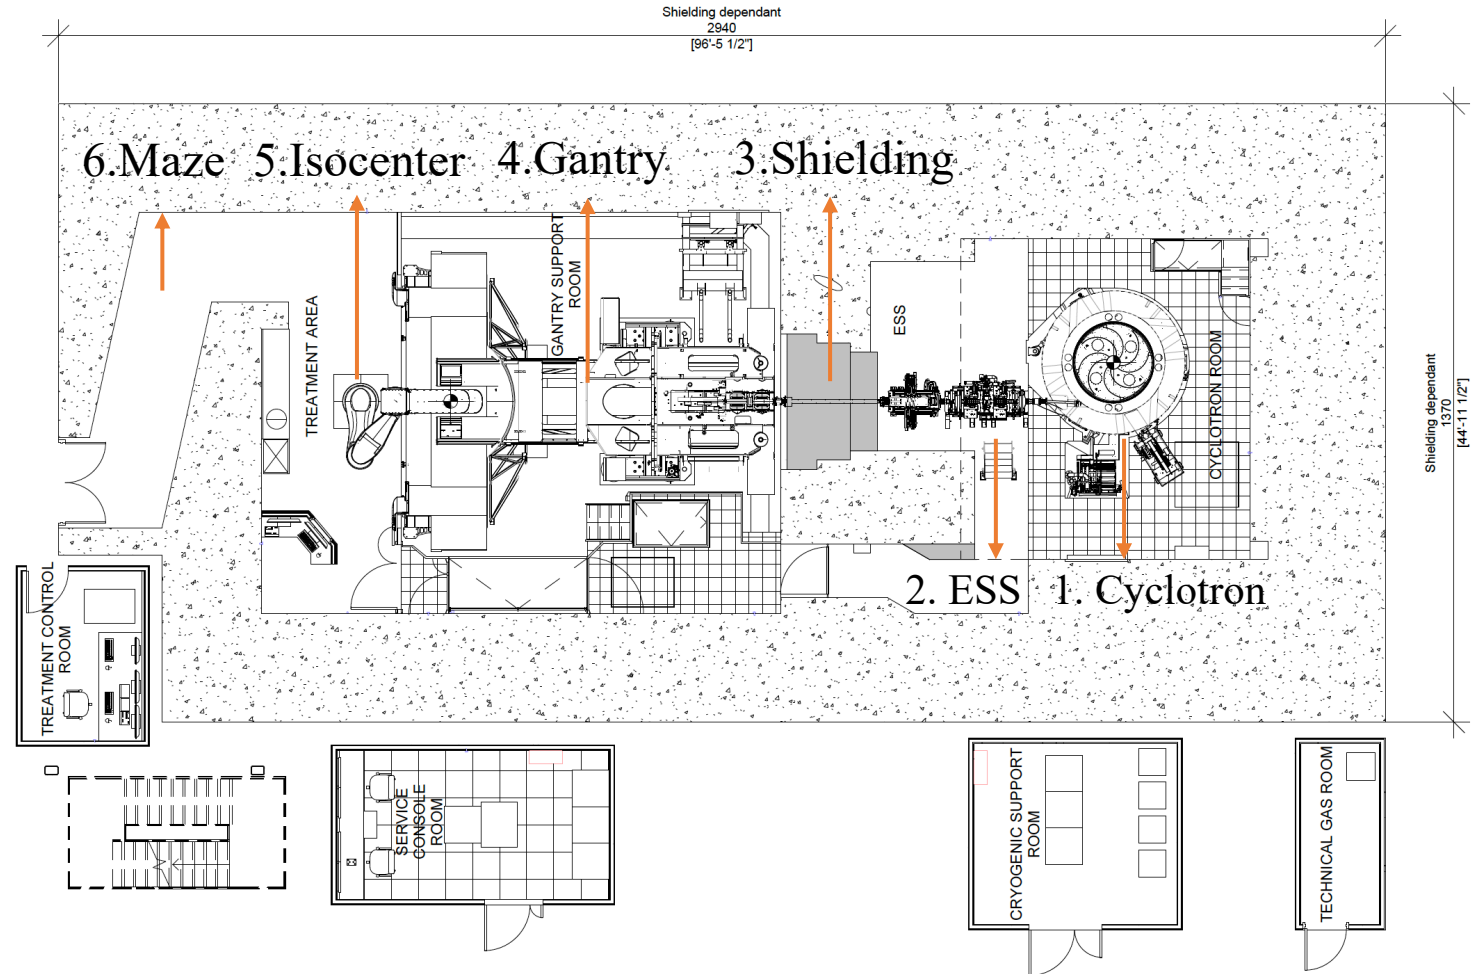 Shielding dependant
2940
[96'-5 1/2"]
6.Maze
5.Isocenter
4.Gantry
3.Shielding
GANTRY SUPPORT
ROOM
TREATMENT AREA
ESS
CYCLOTRON ROOM
Shielding dependant
1370
[44'-11 1/2"]
2. ESS
1. Cyclotron
TREATMENT CONTROL
ROOM
SERVICE
CONSOLE
ROOM
CRYOGENIC SUPPORT
ROOM
TECHNICAL GAS ROOM